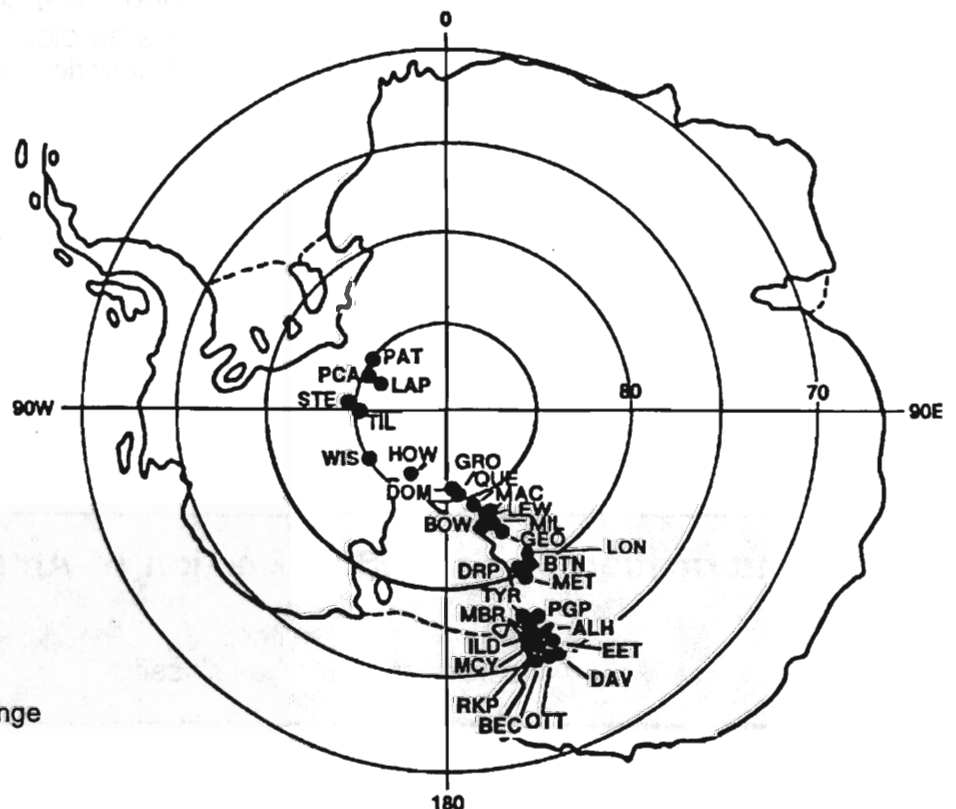 0
PAT
PCA
LAP
STE
80
70
90W
90E
TIL
WIS
HOW
GRO
QUE
DOM
MAC
LEW
BOW
MIL
GEO
LON
DRP
BTN
MET
TYR
MBR
PGP
ALH
ILD
EET
MCY
DAV
RKP
BEC
OTT
nge
180